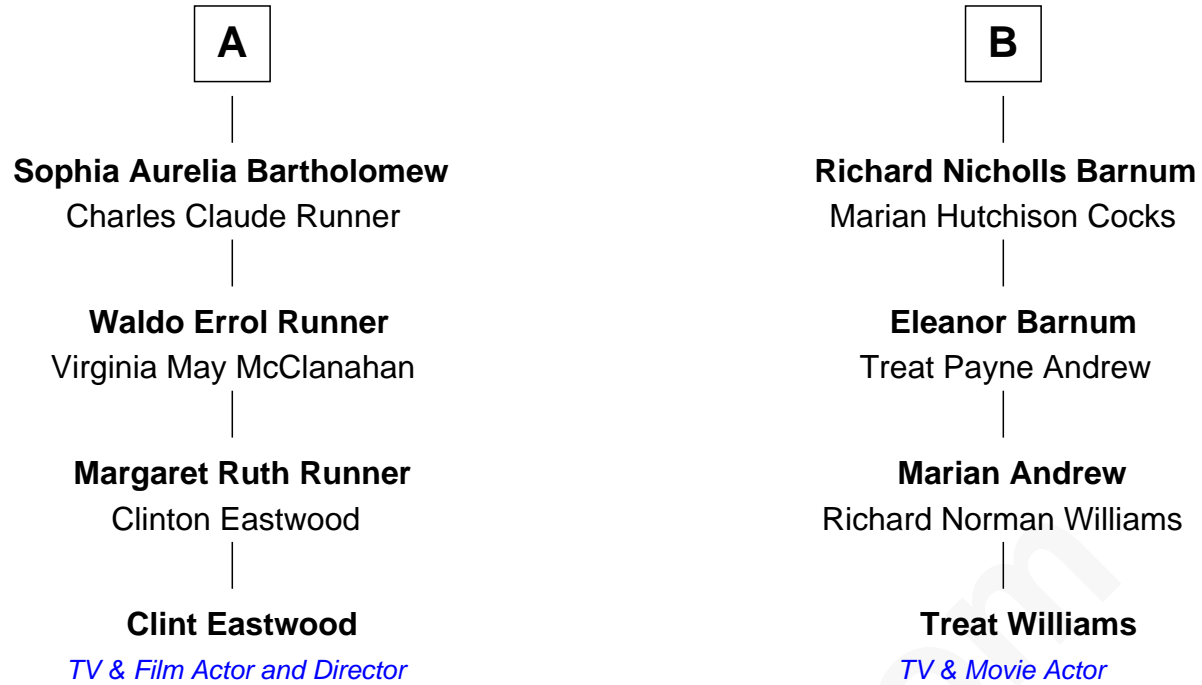 A
Sophia Aurelia Bartholomew
Charles Claude Runner
Waldo Errol Runner
Virginia May McClanahan
Margaret Ruth Runner
Clinton Eastwood
Clint Eastwood
TV & Film Actor and Director
B
Richard Nicholls Barnum
Marian Hutchison Cocks
Eleanor Barnum
Treat Payne Andrew
Marian Andrew
Richard Norman Williams
Treat Williams
TV & Movie Actor